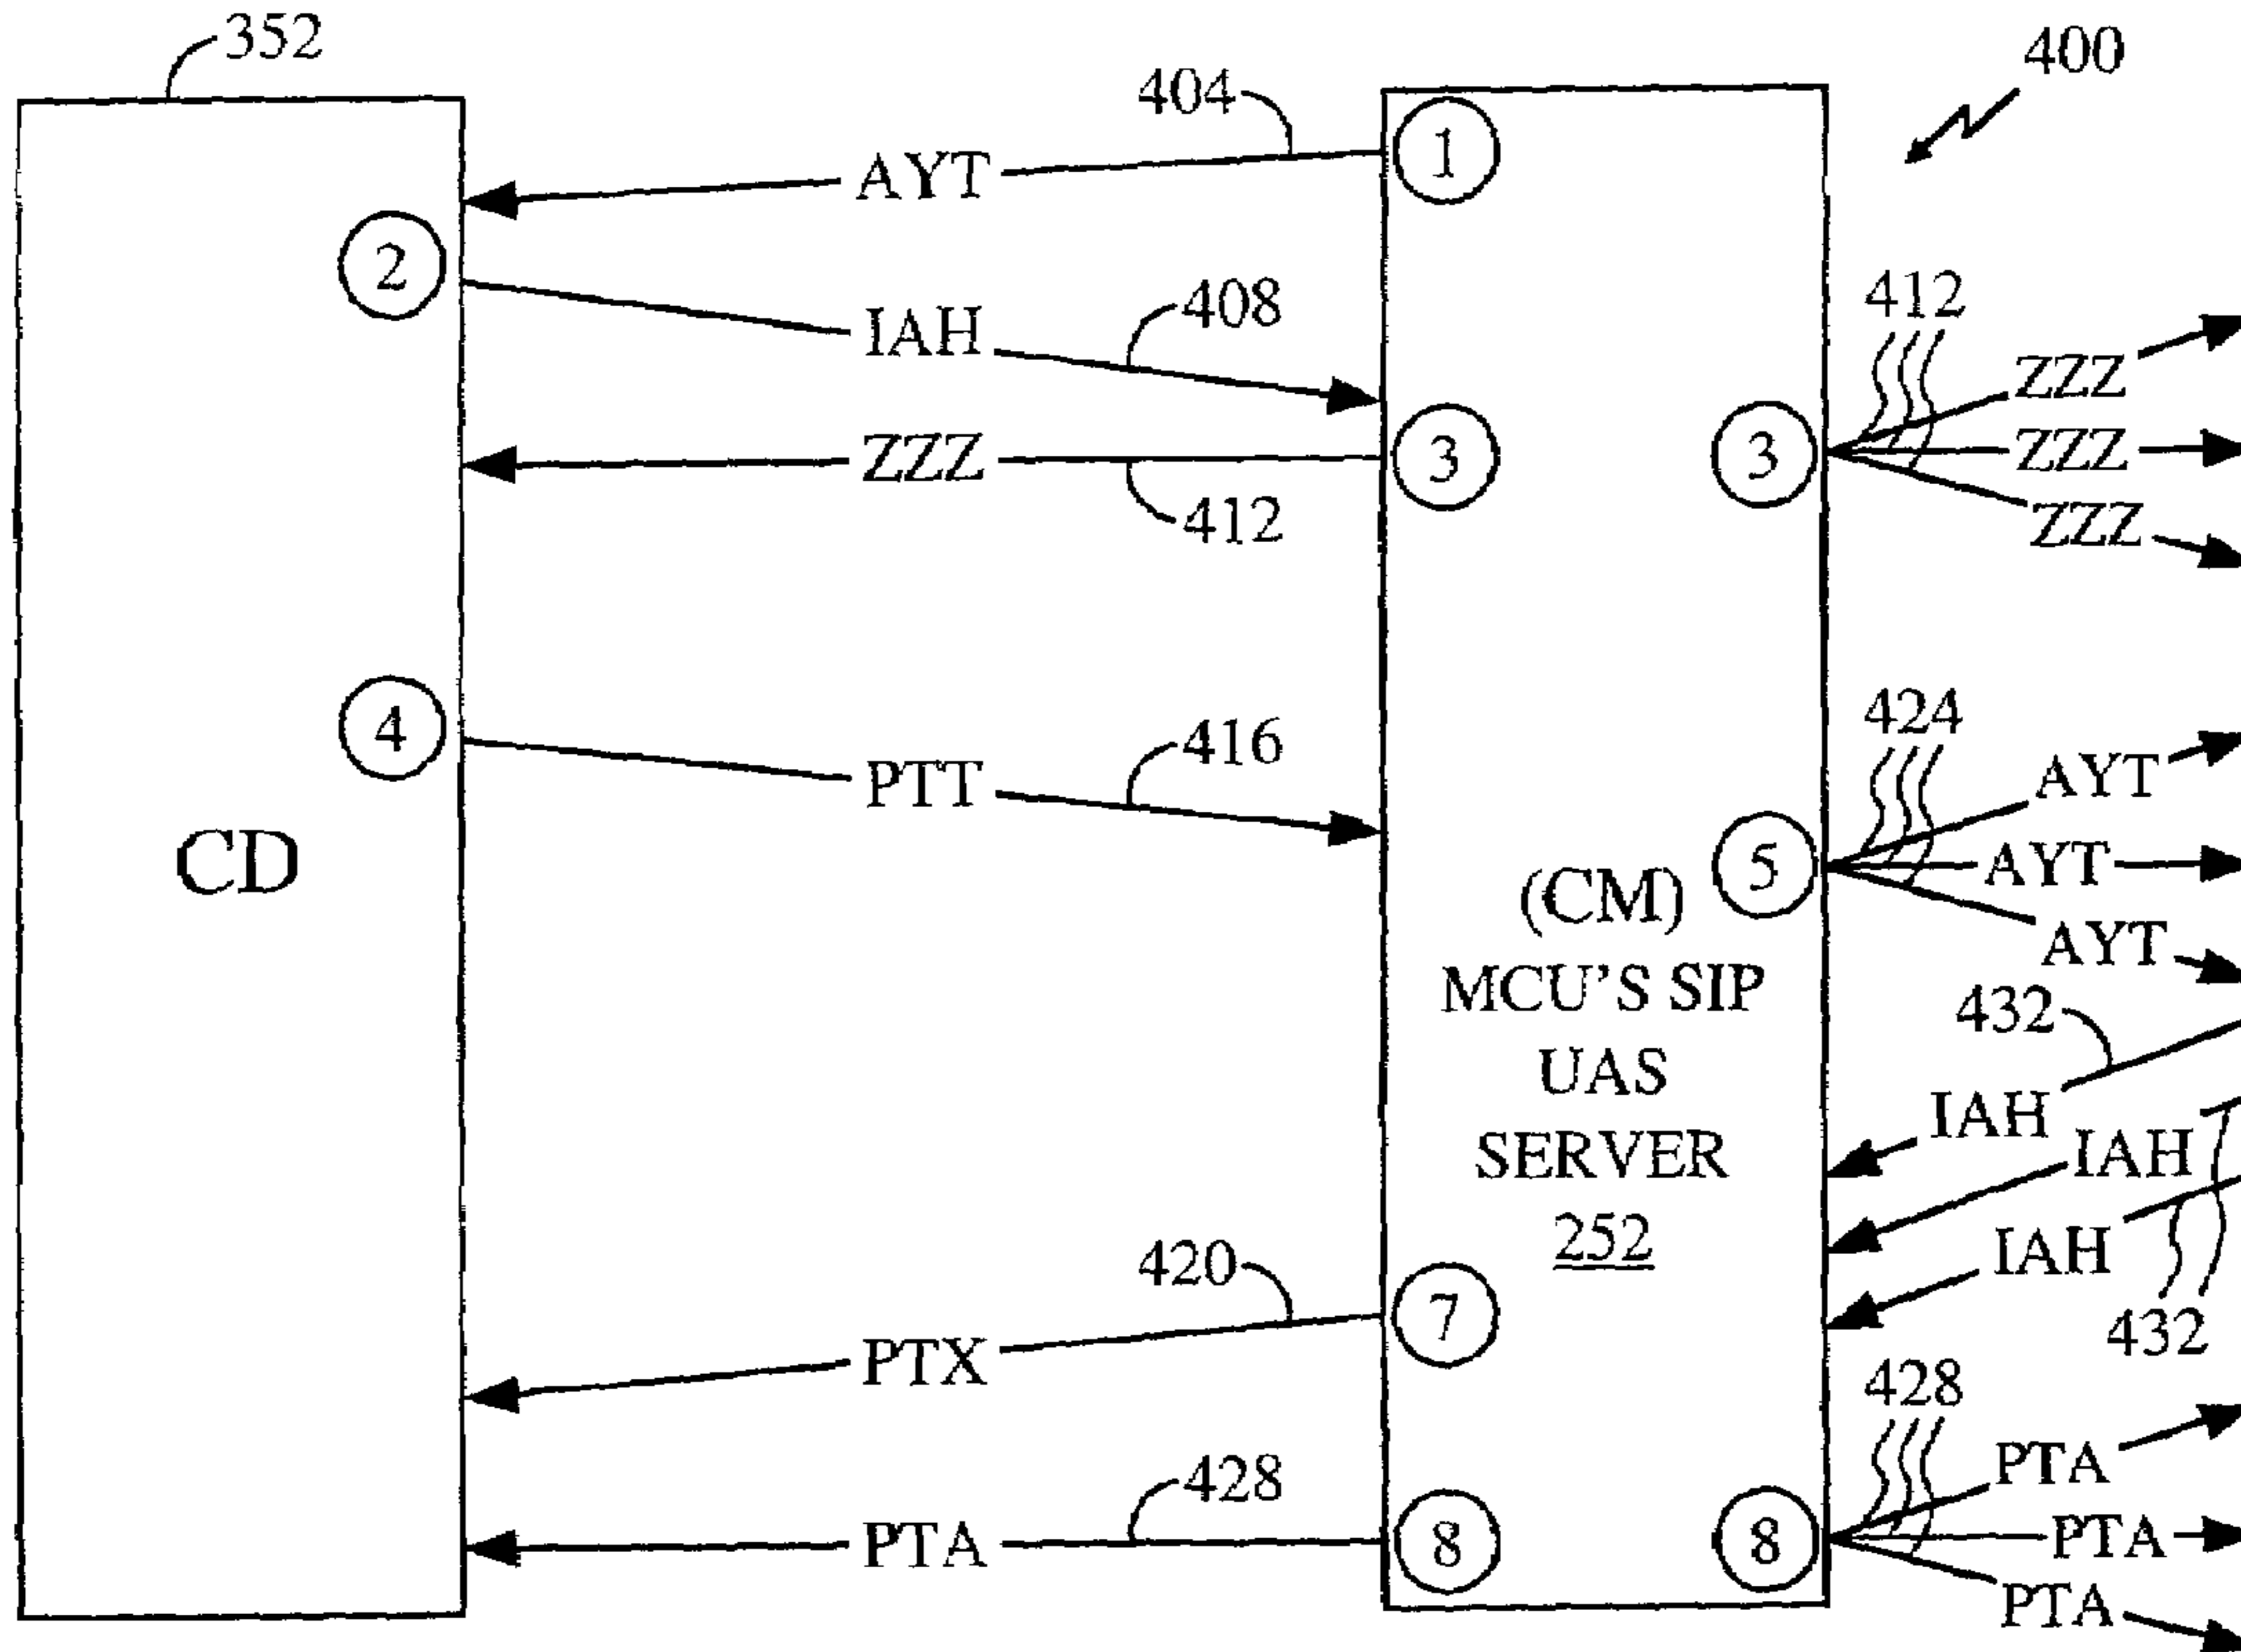 352
404
400
AYT
1
2
IAH
408
412
ZZZ
ZZZ
3
3
ZZZ
ZZZ
412
4
PTT
416
424
AYT
5
AYT
AYT
CD
(CM)
MCU'S SIP
UAS
SERVER
252
432
IAH
IAH
IAH
432
420
PTX
7
428
PTA
428
PTA
8
8
PTA
PTA